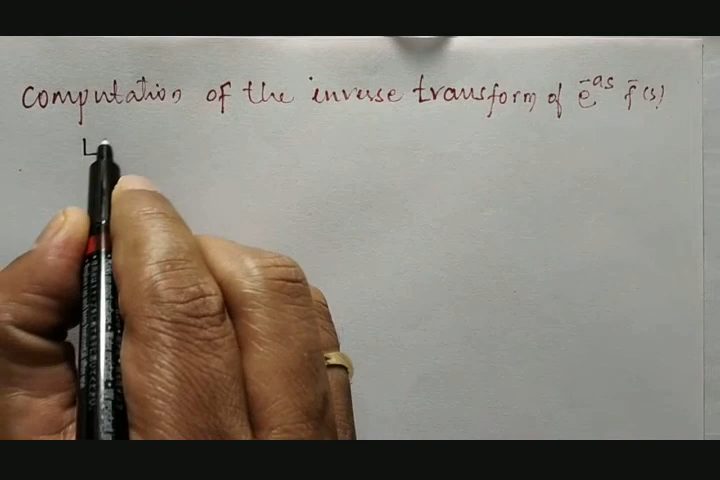 Computation of the inverse transform of e^{-as} f̄(s)
L